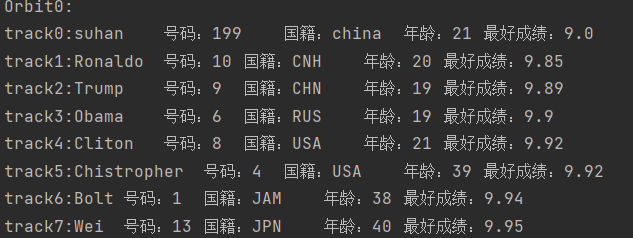 Orbit0:
track0:suhan 号码：199 国籍：china 年龄：21 最好成绩：9.0
track1:Ronaldo 号码：10 国籍：CNH 年龄：20 最好成绩：9.85
track2:Trump 号码：9 国籍：CHN 年龄：19 最好成绩：9.89
track3:Obama 号码：6 国籍：RUS 年龄：19 最好成绩：9.9
track4:Cliton 号码：8 国籍：USA 年龄：21 最好成绩：9.92
track5:Chistropher 号码：4 国籍：USA 年龄：39 最好成绩：9.92
track6:Bolt 号码：1 国籍：JAM 年龄：38 最好成绩：9.94
track7:Wei 号码：13 国籍：JPN 年龄：40 最好成绩：9.95